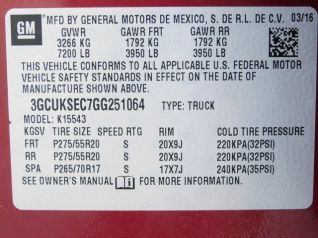 GM
MFD BY GENERAL MOTORS DE MEXICO, S. DE R.L. DE C.V. 03/16
GVWR GAWR FRT GAWR RR
3266 KG 1792 KG 1792 KG
7200 LB 3950 LB 3950 LB
THIS VEHICLE CONFORMS TO ALL APPLICABLE U.S. FEDERAL MOTOR
VEHICLE SAFETY STANDARDS IN EFFECT ON THE DATE OF
MANUFACTURE SHOWN ABOVE.
3GCUKSEC7GG251064 TYPE: TRUCK
MODEL: K15543
KGSV TIRE SIZE SPEED RTG RIM COLD TIRE PRESSURE
FRT P275/55R20 S 20X9J 220KPA(32PSI)
RR P275/55R20 S 20X9J 220KPA(32PSI)
SPA P265/70R17 S 17X7J 240KPA(35PSI)
SEE OWNER'S MANUAL FOR MORE INFORMATION.